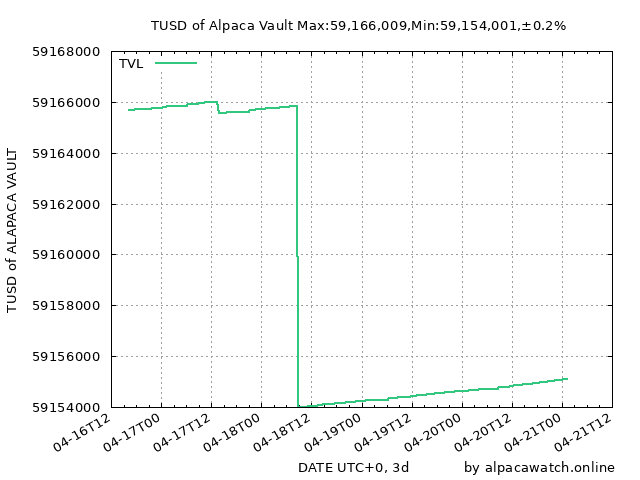 TUSD of Alpaca Vault Max:59,166,009,Min:59,154,001,±0.2%
TVL
59168000
59166000
59164000
59162000
59160000
59158000
59156000
59154000
TUSD of ALAPACA VAULT
04-16T12
04-17T00
04-17T12
04-18T00
04-18T12
04-19T00
04-19T12
04-20T00
04-20T12
04-21T00
04-21T12
DATE UTC+0, 3d
by alpacawatch.online